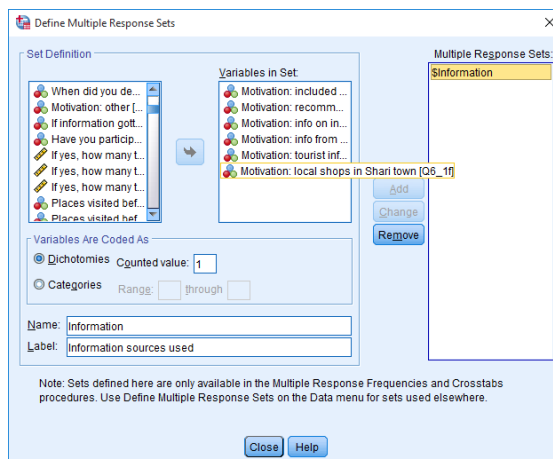 Define Multiple Response Sets
Set Definition
When did you de...
Motivation: other [...
If information gott...
Have you particip...
If yes, how many t...
If yes, how many t...
If yes, how many t...
Places visited bef...
Places visited bef
Variables in Set:
Motivation: included ...
Motivation: recomm...
Motivation: info on in...
Motivation: info from ...
Motivation: tourist inf...
Motivation: local shops in Shari town [Q6_1f]
Multiple Response Sets:
$Information
Add
Change
Remove
Variables Are Coded As
Dichotomies Counted value: 1
Categories Range: through
Name: Information
Label: Information sources used
Note: Sets defined here are only available in the Multiple Response Frequencies and Crosstabs
procedures. Use Define Multiple Response Sets on the Data menu for sets used elsewhere.
Close Help